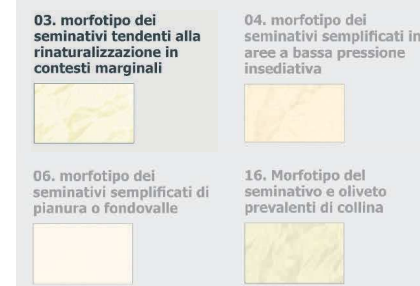 03. morfotipo dei
seminativi tendenti alla
rinaturalizzazione in
contesti marginali
04. morfotipo dei
seminativi semplificati in
aree a bassa pressione
insediativa
06. morfotipo dei
seminativi semplificati di
pianura o fondovalle
16. Morfotipo del
seminativo e oliveto
prevalenti di collina